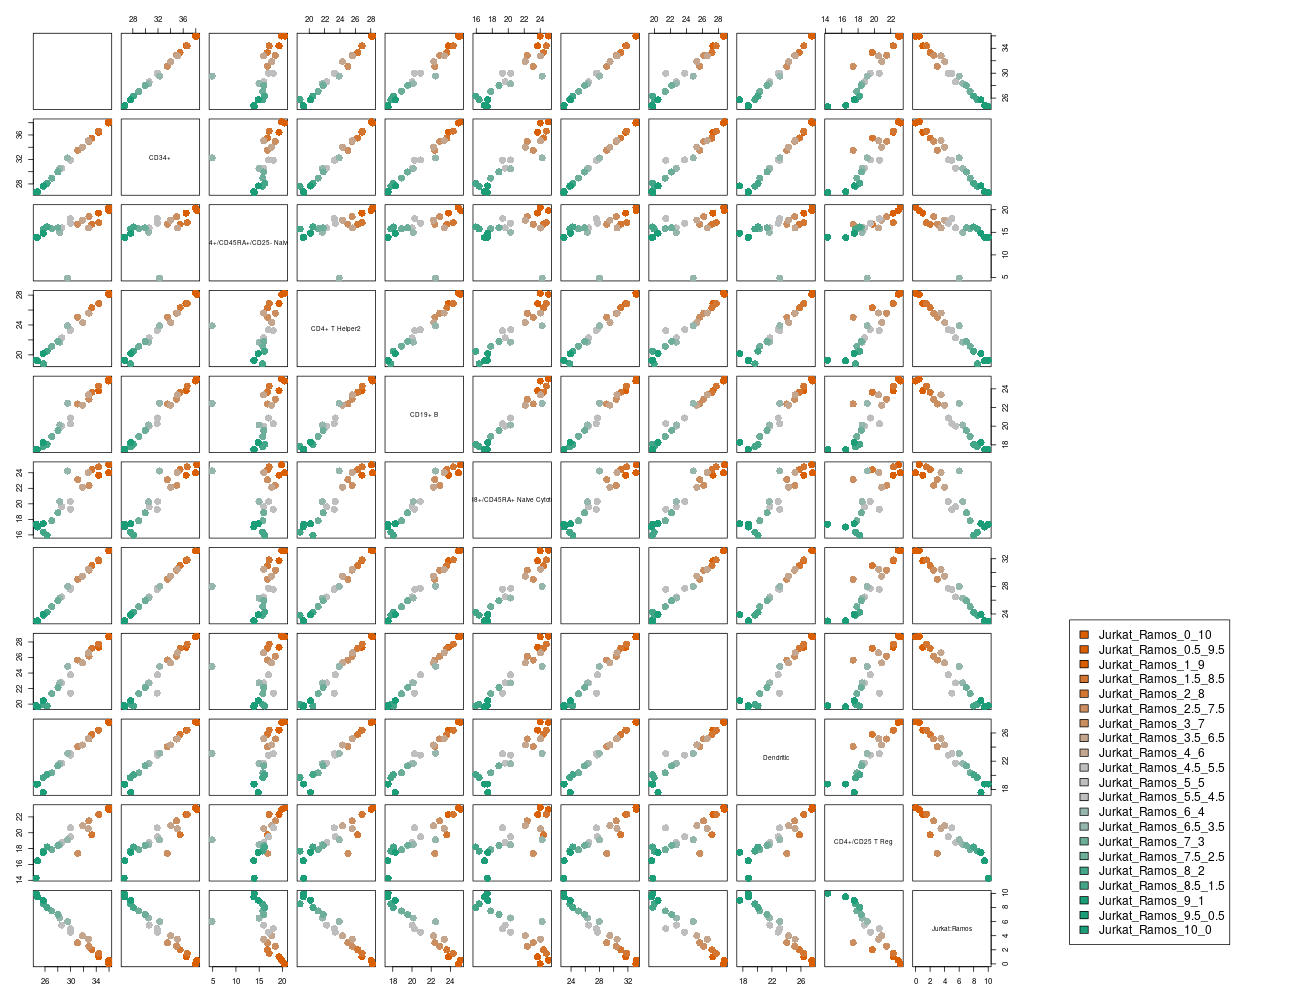 28 32 36 20 22 24 26 28 16 18 20 22 24 20 22 24 26 28 14 16 18 20 22
26 30 34
CD34+
28 32 36
4+/CD45RA+/CD25- Naiv
5 10 15 20
CD4+ T Helper2
20 24 28
CD19+ B
18 20 22 24
l8+/CD45RA+ Naive Cytot
16 18 20 22 24
24 28 32
20 22 24 26 28
Dendritic
18 22 26
CD4+/CD25 T Reg
14 16 18 20 22
Jurkat:Ramos
0 2 4 6 8 10
26 30 34 5 10 15 20 18 20 22 24 24 28 32 18 22 26 0 2 4 6 8 10
Jurkat_Ramos_0_10
Jurkat_Ramos_0.5_9.5
Jurkat_Ramos_1_9
Jurkat_Ramos_1.5_8.5
Jurkat_Ramos_2_8
Jurkat_Ramos_2.5_7.5
Jurkat_Ramos_3_7
Jurkat_Ramos_3.5_6.5
Jurkat_Ramos_4_6
Jurkat_Ramos_4.5_5.5
Jurkat_Ramos_5_5
Jurkat_Ramos_5.5_4.5
Jurkat_Ramos_6_4
Jurkat_Ramos_6.5_3.5
Jurkat_Ramos_7_3
Jurkat_Ramos_7.5_2.5
Jurkat_Ramos_8_2
Jurkat_Ramos_8.5_1.5
Jurkat_Ramos_9_1
Jurkat_Ramos_9.5_0.5
Jurkat_Ramos_10_0